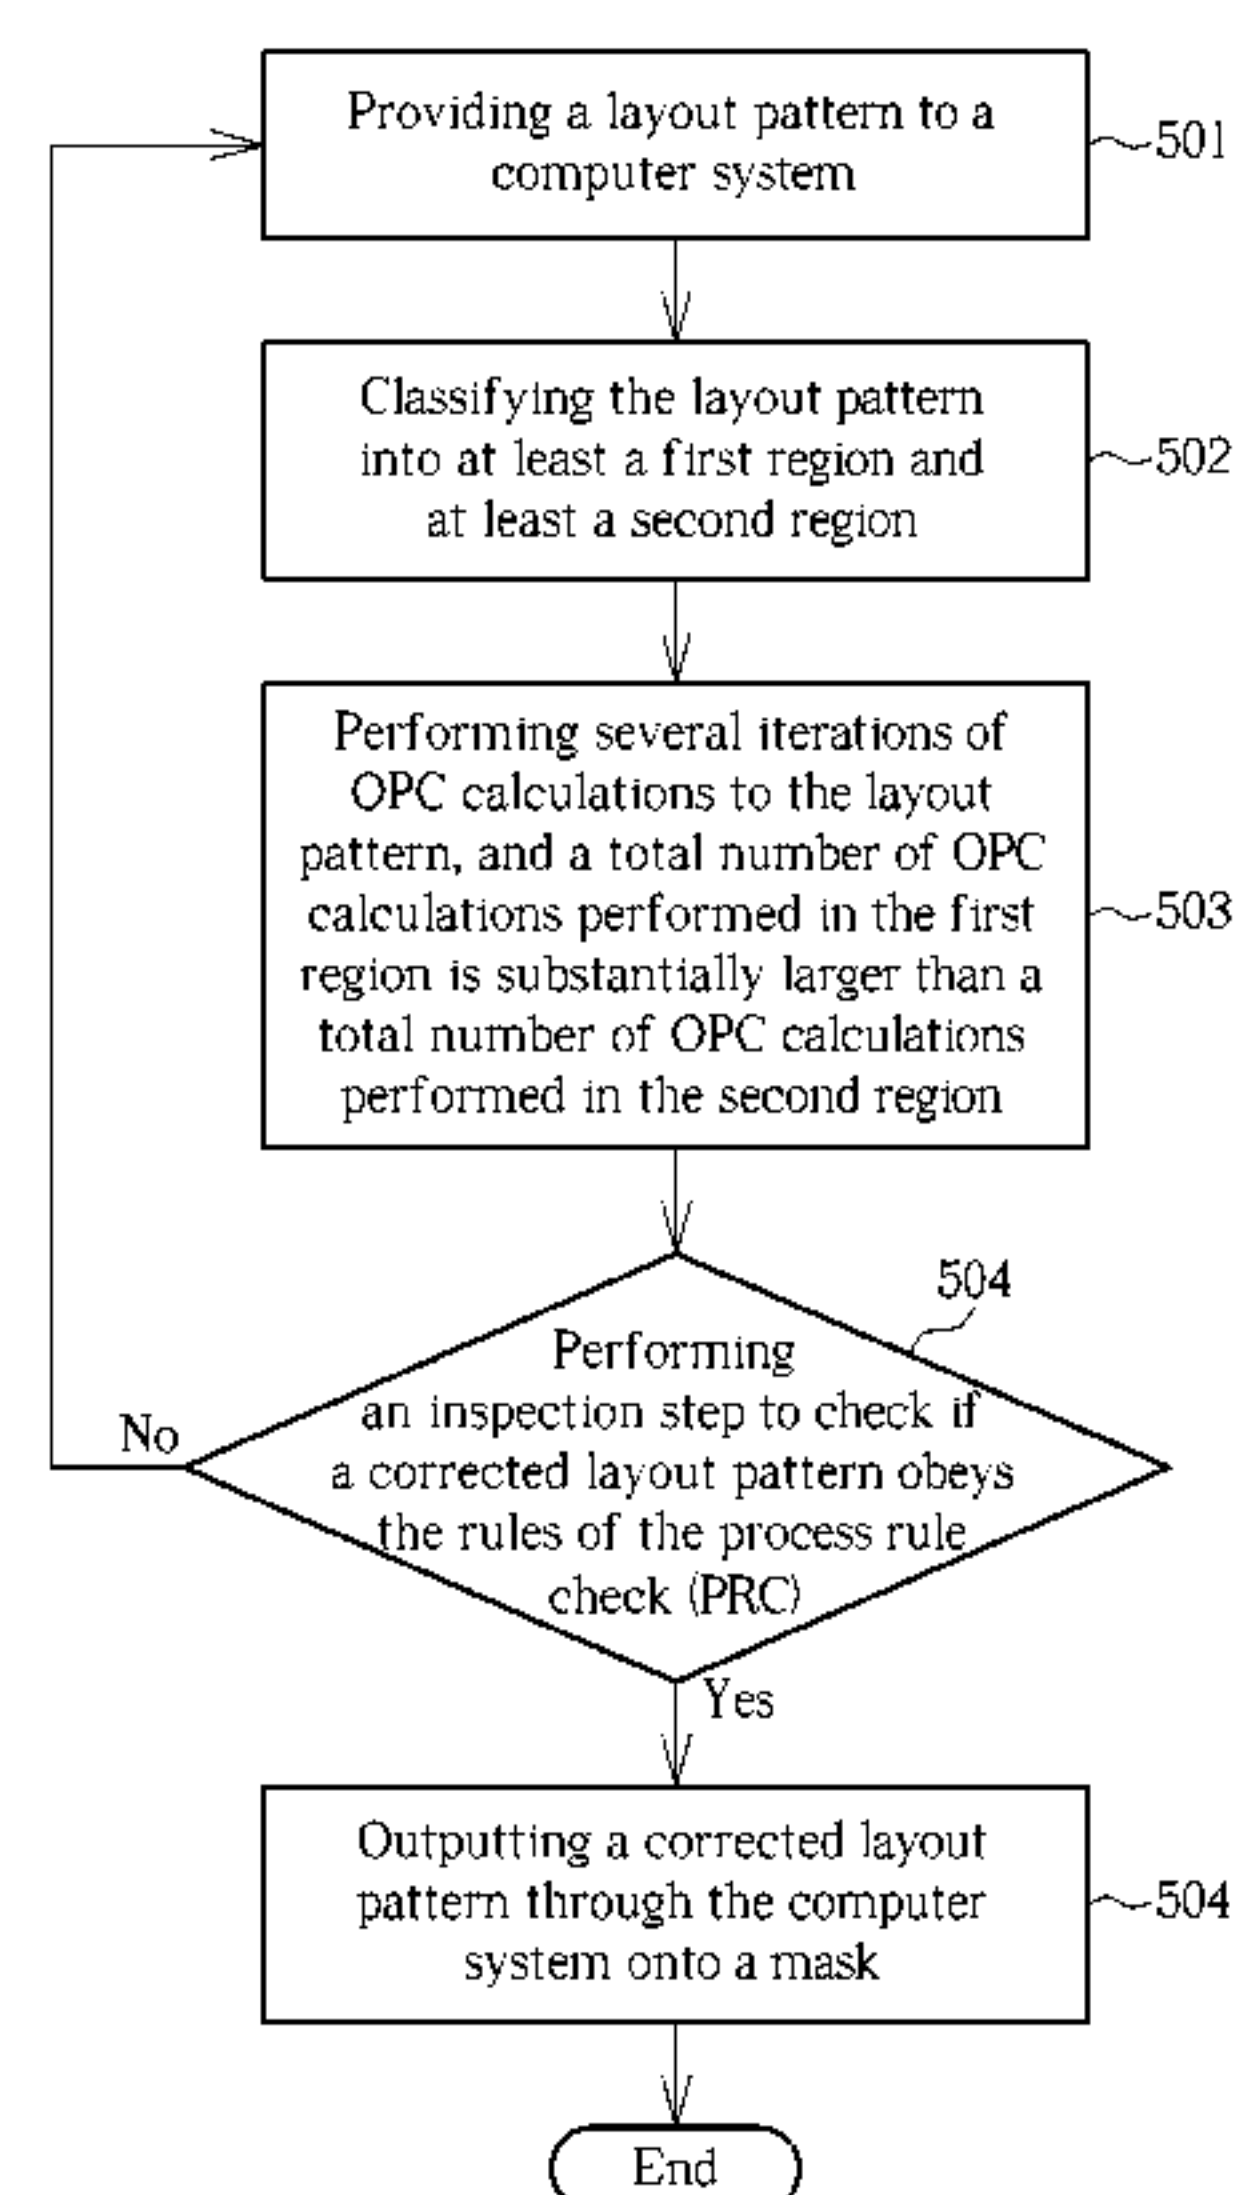 Providing a layout pattern to a
computer system
501
Classifying the layout pattern
into at least a first region and
at least a second region
502
Performing several iterations of
OPC calculations to the layout
pattern, and a total number of OPC
calculations performed in the first
region is substantially larger than a
total number of OPC calculations
performed in the second region
503
504
Performing
an inspection step to check if
a corrected layout pattern obeys
the rules of the process rule
check (PRC)
No
Yes
Outputting a corrected layout
pattern through the computer
system onto a mask
504
End